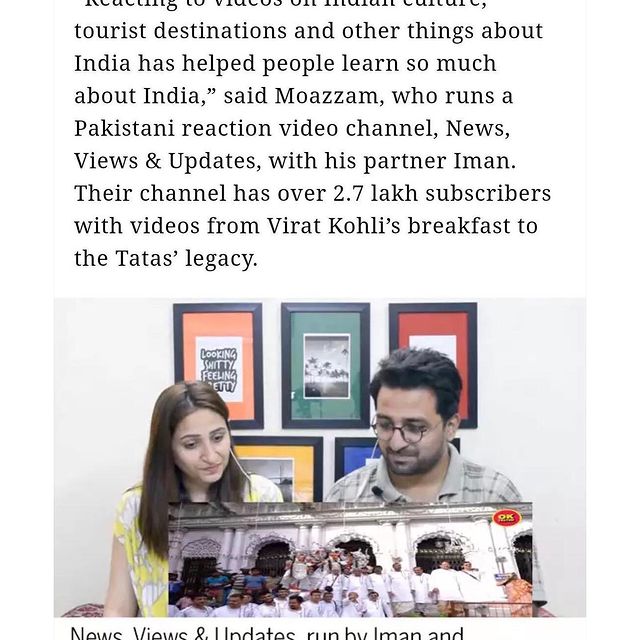 "Reacting to videos on Indian culture,
tourist destinations and other things about
India has helped people learn so much
about India,” said Moazzam, who runs a
Pakistani reaction video channel, News,
Views & Updates, with his partner Iman.
Their channel has over 2.7 lakh subscribers
with videos from Virat Kohli’s breakfast to
the Tatas’ legacy.
LOOKING
SHITTY
FEELING
ETTY
OK
News, Views & Updates, run by Iman and